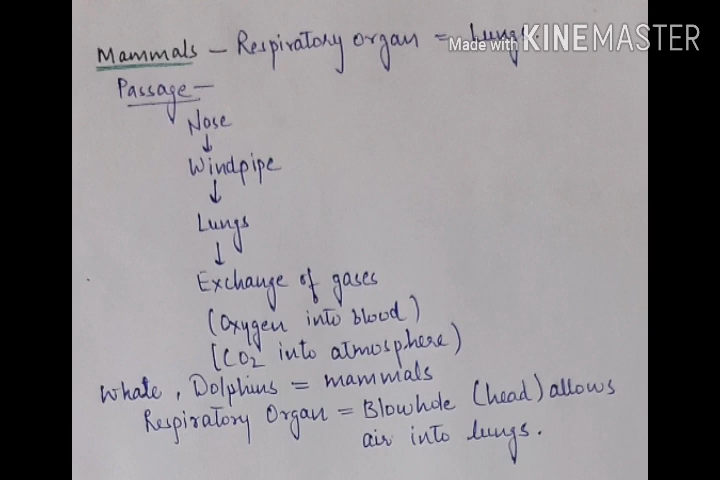 Mammals - Respiratory organ = Lungs.
Made with KINEMASTER
Passage -
Nose
↓
Windpipe
↓
Lungs
↓
Exchange of gases
(Oxygen into blood)
(CO2 into atmosphere)
Whale, Dolphins = mammals
Respiratory Organ = Blowhole (head) allows
air into lungs.